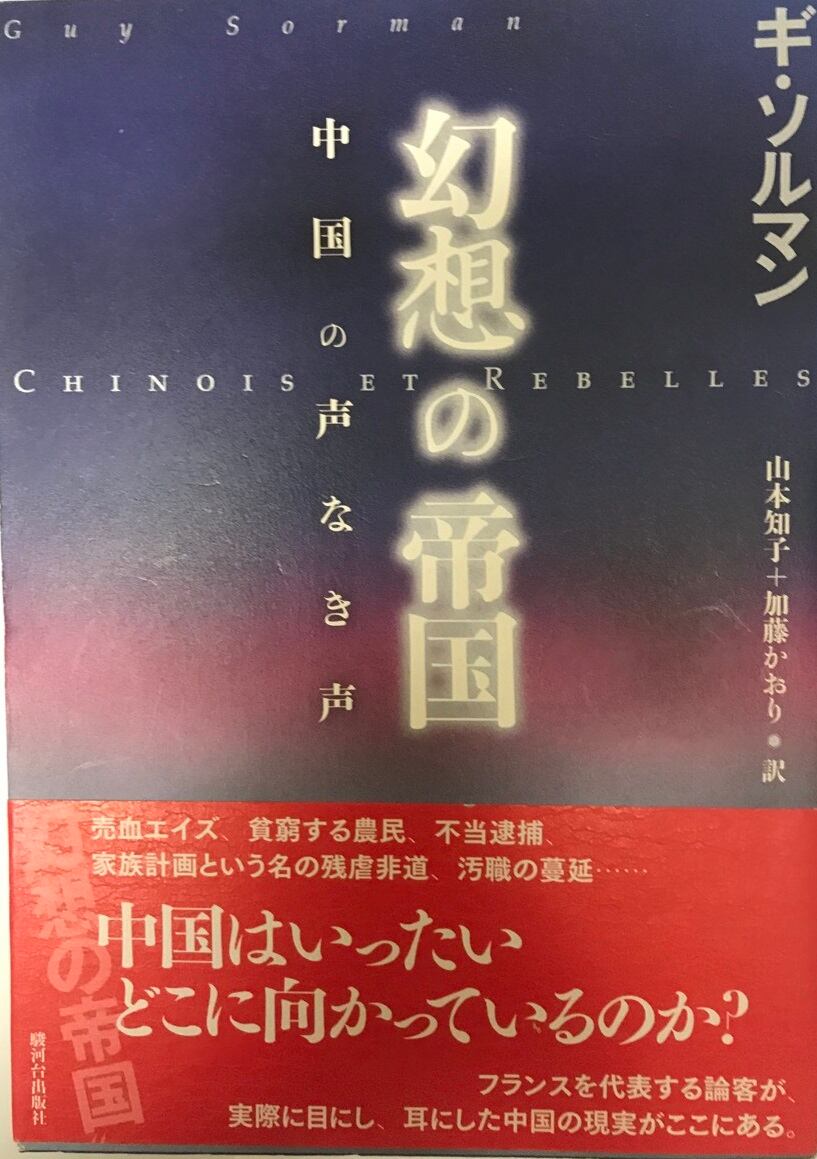 Guy Sorman
ギ・ソルマン
幻想の帝国
中国の声なき声
CHINOIS ET REBELLES
山本知子+加藤かおり●訳
売血エイズ、貧窮する農民、不当逮捕、
家族計画という名の残虐非道、汚職の蔓延……
中国はいったい
どこに向かっているのか?
フランスを代表する論客が、
実際に目にし、耳にした中国の現実がここにある。
幻想の帝国
駿河台出版社